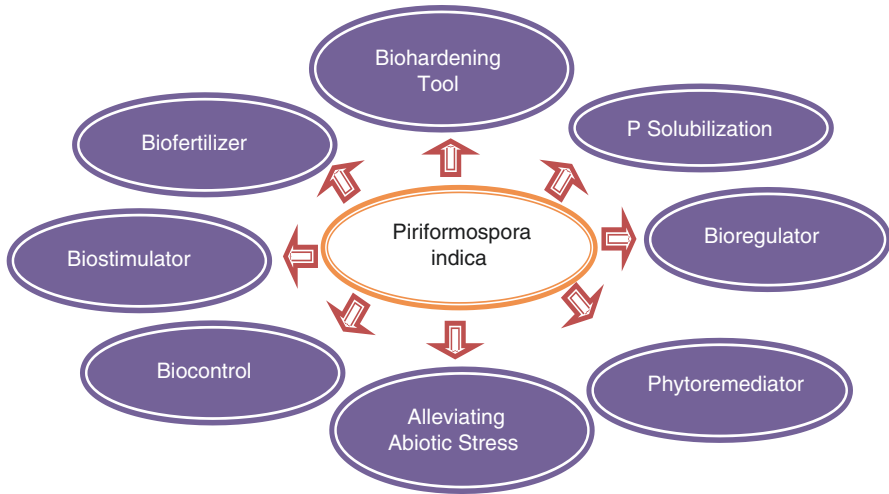 Biohardening
Tool
P Solubilization
Biofertilizer
Bioregulator
Piriformospora
indica
Biostimulator
Biocontrol
Phytoremediator
Alleviating
Abiotic Stress